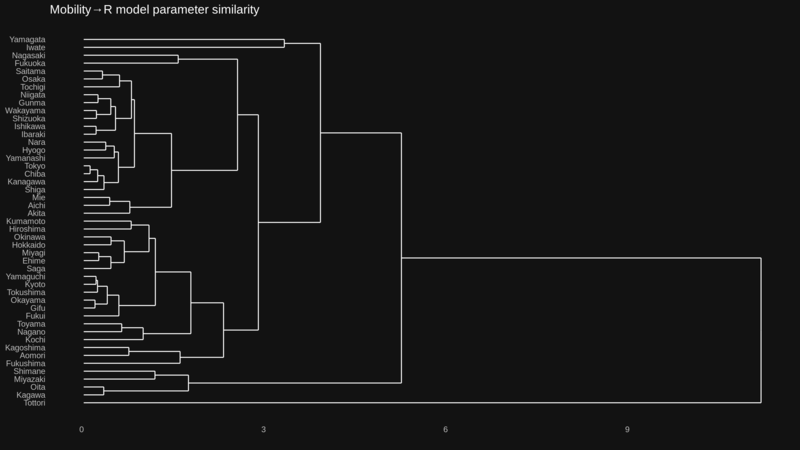 Mobility→R model parameter similarity
Yamagata
Iwate
Nagasaki
Fukuoka
Saitama
Osaka
Tochigi
Niigata
Gunma
Wakayama
Shizuoka
Ishikawa
Ibaraki
Nara
Hyogo
Yamanashi
Tokyo
Chiba
Kanagawa
Shiga
Mie
Aichi
Akita
Kumamoto
Hiroshima
Okinawa
Hokkaido
Miyagi
Ehime
Saga
Yamaguchi
Kyoto
Tokushima
Okayama
Gifu
Fukui
Toyama
Nagano
Kochi
Kagoshima
Aomori
Fukushima
Shimane
Miyazaki
Oita
Kagawa
Tottori
0 3 6 9